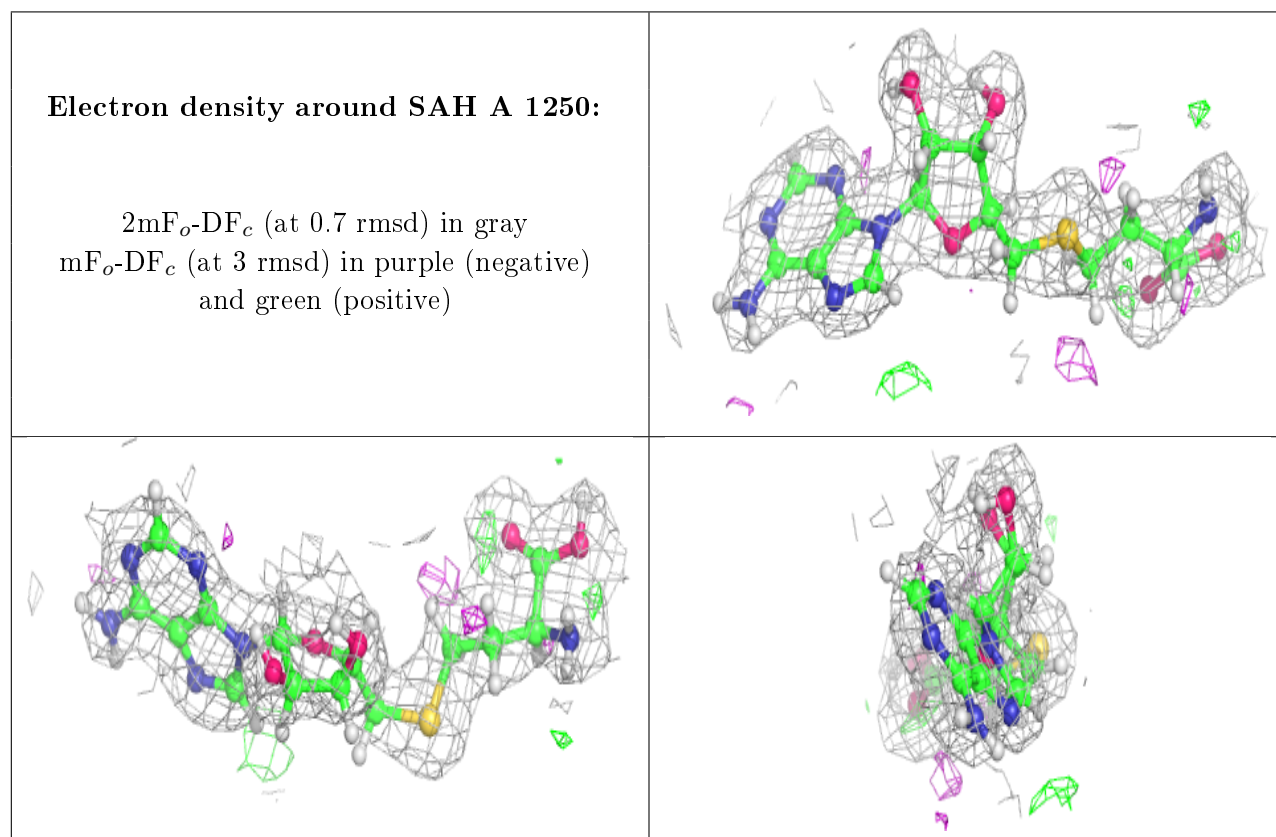 Electron density around SAH A 1250:
2mFo-DFc (at 0.7 rmsd) in gray
mFo-DFc (at 3 rmsd) in purple (negative)
and green (positive)